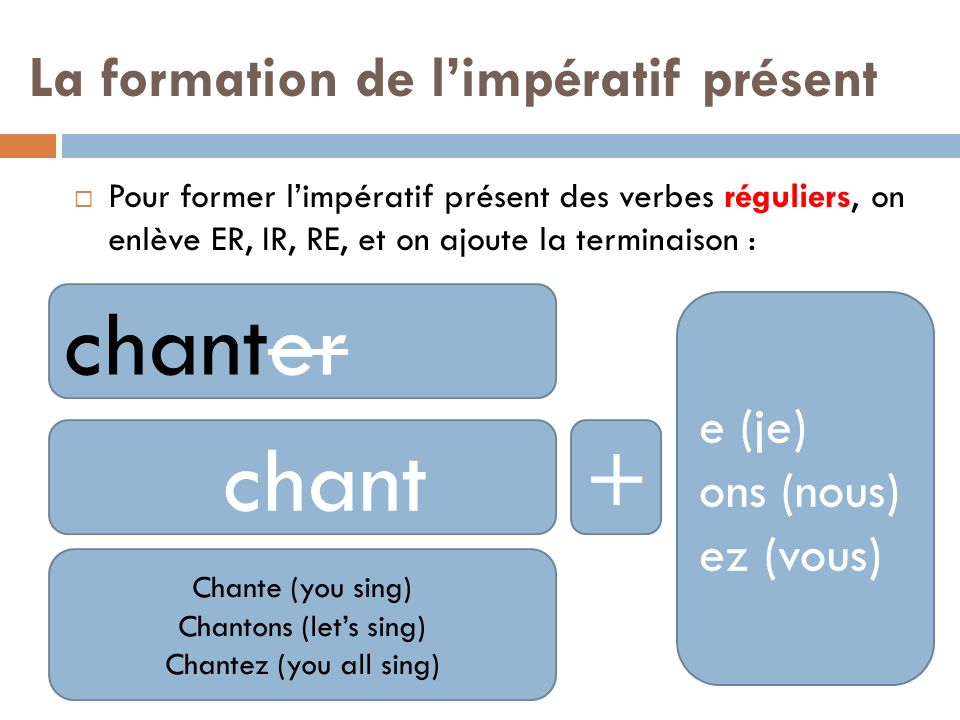 La formation de l’impératif présent
Pour former l’impératif présent des verbes réguliers, on
enlève ER, IR, RE, et on ajoute la terminaison :
chanter
chant
+
e (je)
ons (nous)
ez (vous)
Chante (you sing)
Chantons (let’s sing)
Chantez (you all sing)